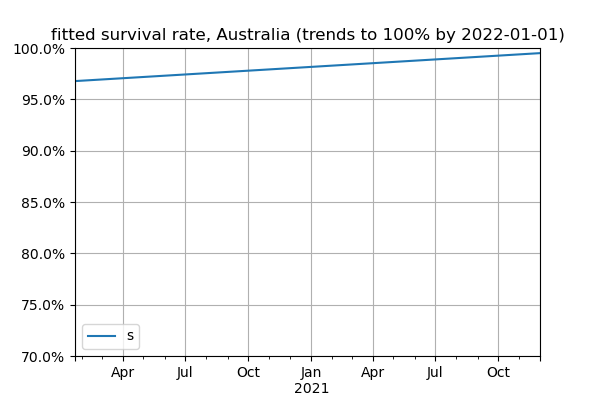 fitted survival rate, Australia (trends to 100% by 2022-01-01)
100.0%
95.0%
90.0%
85.0%
80.0%
75.0%
70.0%
s
Apr Jul Oct Jan Apr Jul Oct
2021